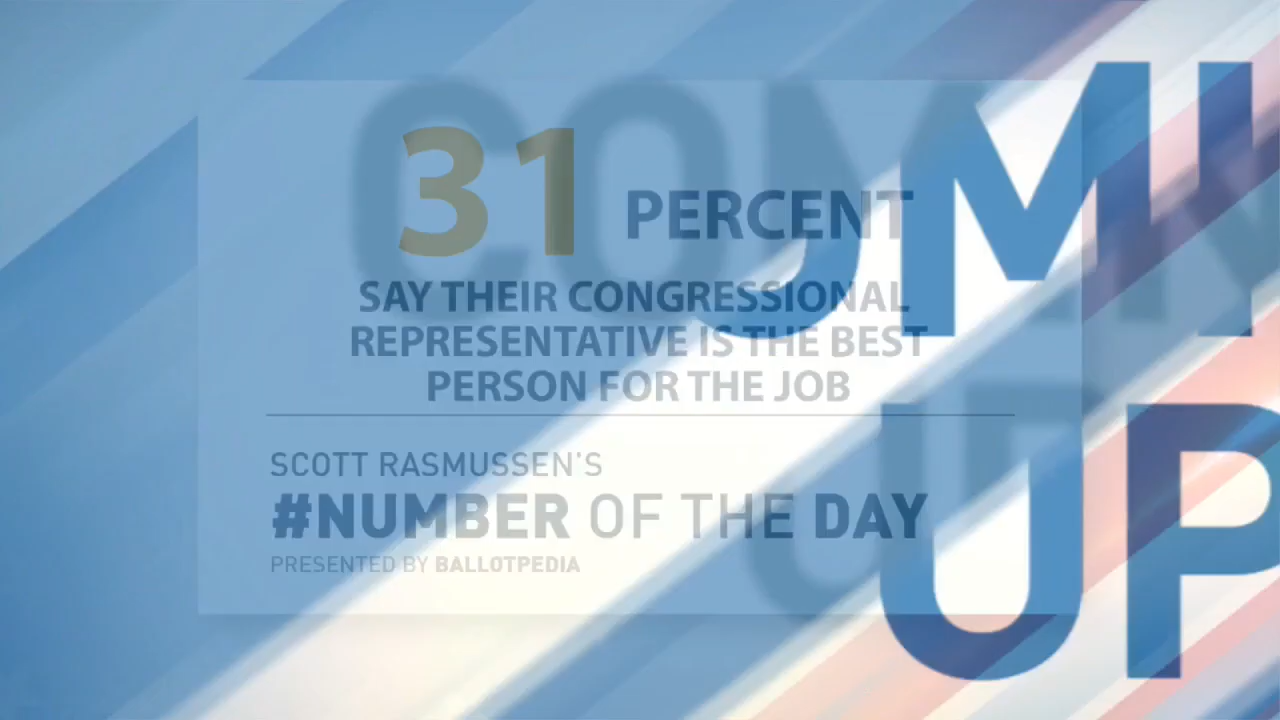 31 PERCENT
SAY THEIR CONGRESSIONAL
REPRESENTATIVE IS THE BEST
PERSON FOR THE JOB
SCOTT RASMUSSEN'S
#NUMBER OF THE DAY
PRESENTED BY BALLOTPEDIA
UP